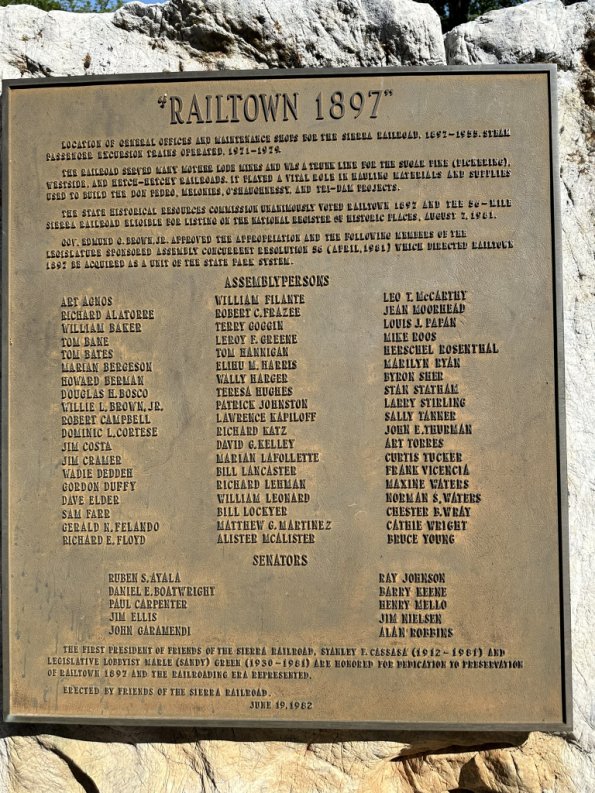 "RAILTOWN 1897"
LOCATION OF GENERAL OFFICES AND MAINTENANCE SHOPS FOR THE SIERRA RAILROAD, 1897-1955. STEAM
PASSENGER EXCURSION TRAINS OPERATED, 1971-1979.
THE RAILROAD SERVED MANY MOTHER LODE MINES AND WAS A TRUNK LINE FOR THE SUGAR PINE (PICKERING),
WESTSIDE, AND HETCH-HETCHY RAILROADS. IT PLAYED A VITAL ROLE IN HAULING MATERIALS AND SUPPLIES
USED TO BUILD THE DON PEDRO, MELONIES, O'SHAUGHNESSY, AND TRI-DAM PROJECTS.
THE STATE HISTORICAL RESOURCES COMMISSION UNANIMOUSLY VOTED RAILTOWN 1897 AND THE 56-MILE
SIERRA RAILROAD ELIGIBLE FOR LISTING ON THE NATIONAL REGISTER OF HISTORIC PLACES, AUGUST 7, 1981.
GOV. EDMUND G. BROWN, JR. APPROVED THE APPROPRIATION AND THE FOLLOWING MEMBERS OF THE
LEGISLATURE SPONSORED ASSEMBLY CONCURRENT RESOLUTION 56 (APRIL, 1981) WHICH DIRECTED RAILTOWN
1897 BE ACQUIRED AS A UNIT OF THE STATE PARK SYSTEM.
ASSEMBLYPERSONS
ART AGNOS
RICHARD ALATORRE
WILLIAM BAKER
TOM BANE
TOM BATES
MARIAN BERGESON
HOWARD BERMAN
DOUGLAS H. BOSCO
WILLIE L. BROWN, JR.
ROBERT CAMPBELL
DOMINIC L. CORTESE
JIM COSTA
JIM CRAMER
WADIE DEDDEH
GORDON DUFFY
DAVE ELDER
SAM FARR
GERALD N. FELANDO
RICHARD E. FLOYD
WILLIAM FILANTE
ROBERT C. FRAZEE
TERRY GOGGIN
LEROY F. GREENE
TOM HANNIGAN
ELIHU M. HARRIS
WALLY HARGER
TERESA HUGHES
PATRICK JOHNSTON
LAWRENCE KAPILOFF
RICHARD KATZ
DAVID G. KELLEY
MARIAN LAFOLLETTE
BILL LANCASTER
RICHARD LEHMAN
WILLIAM LEONARD
BILL LOCKYER
MATTHEW G. MARTINEZ
ALISTER MCALISTER
LEO T. McCARTHY
JEAN MOORHEAD
LOUIS J. PAPAN
MIKE ROOS
HERSCHEL ROSENTHAL
MARILYN RYAN
BYRON SHER
STAN STATHAM
LARRY STIRLING
SALLY TANNER
JOHN E. THURMAN
ART TORRES
CURTIS TUCKER
FRANK VICENCIA
MAXINE WATERS
NORMAN S. WATERS
CHESTER B. WRAY
CATHIE WRIGHT
BRUCE YOUNG
SENATORS
RUBEN S. AYALA
DANIEL E. BOATWRIGHT
PAUL CARPENTER
JIM ELLIS
JOHN GARAMENDI
RAY JOHNSON
BARRY KEENE
HENRY MELLO
JIM NIELSEN
ALAN ROBBINS
THE FIRST PRESIDENT OF FRIENDS OF THE SIERRA RAILROAD, STANLEY F. CASSASA (1912-1981) AND
LEGISLATIVE LOBBYIST MARLE (SANDY) GREEN (1930-1981) ARE HONORED FOR DEDICATION TO PRESERVATION
OF RAILTOWN 1897 AND THE RAILROADING ERA REPRESENTED.
ERECTED BY FRIENDS OF THE SIERRA RAILROAD.
JUNE 19, 1982